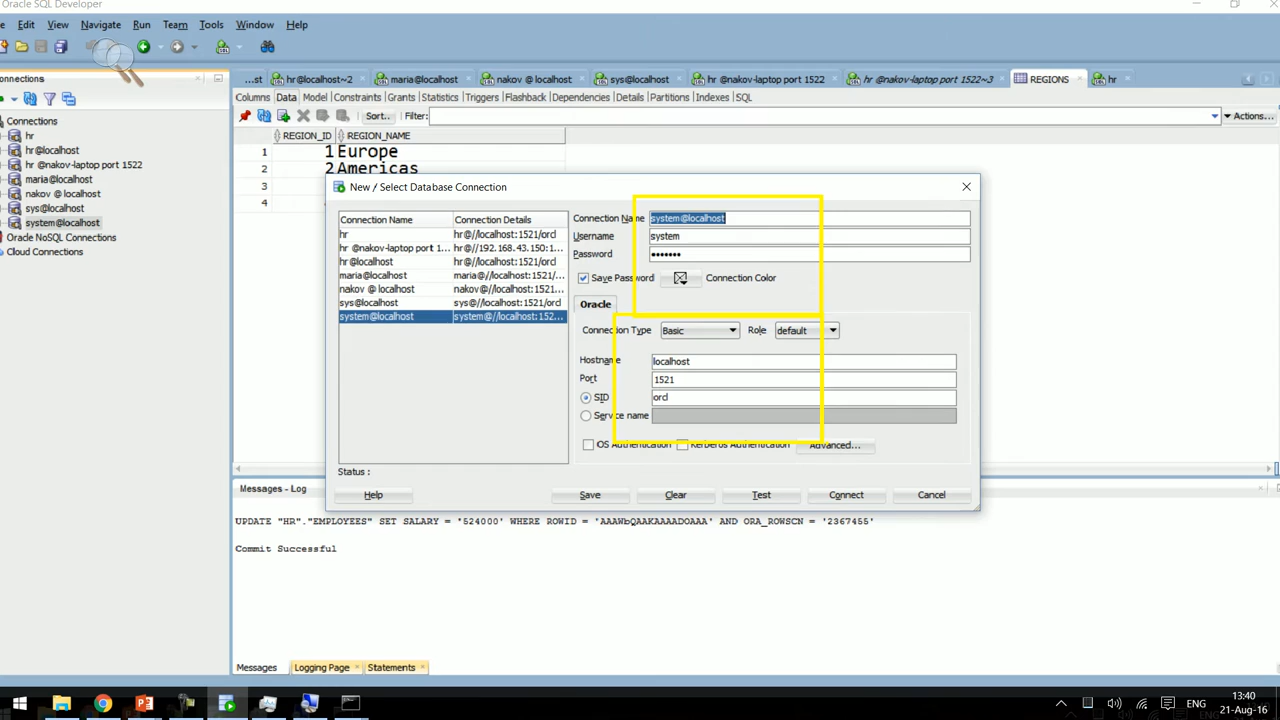 Oracle SQL Developer
Edit View Navigate Run Team Tools Window Help
onnections
...st hr@localhost~2 maria@localhost nakov @ localhost sys@localhost hr @nakov-laptop port 1522 hr @nakov-laptop port 1522~3 REGIONS hr
Columns Data Model Constraints Grants Statistics Triggers Flashback Dependencies Details Partitions Indexes SQL
Sort.. Filter: Actions...
Connections
hr
hr@localhost
hr @nakov-laptop port 1522
maria@localhost
nakov @ localhost
sys@localhost
system@localhost
Oracle NoSQL Connections
Cloud Connections
REGION_ID REGION_NAME
1 1 Europe
2 2 Americas
3
4
New / Select Database Connection
Connection Name Connection Details
hr hr@//localhost:1521/orcl
hr @nakov-laptop port 1... hr@//192.168.43.150:1...
hr@localhost hr@//localhost:1521/orcl
maria@localhost maria@//localhost:1521/...
nakov @ localhost nakov@//localhost:1521/...
sys@localhost sys@//localhost:1521/orcl
system@localhost system@//localhost:152...
Connection Name system@localhost
Username system
Password •••••••
Save Password Connection Color
Oracle
Connection Type Basic Role default
Hostname localhost
Port 1521
SID orcl
Service name
OS Authentication Kerberos Authentication Advanced...
Status :
Help Save Clear Test Connect Cancel
Messages - Log
UPDATE "HR"."EMPLOYEES" SET SALARY = '524000' WHERE ROWID = 'AAAWbQAAKAAAADOAAA' AND ORA_ROWSCN = '2367455'
Commit Successful
Messages Logging Page Statements
13:40
ENG 21-Aug-16